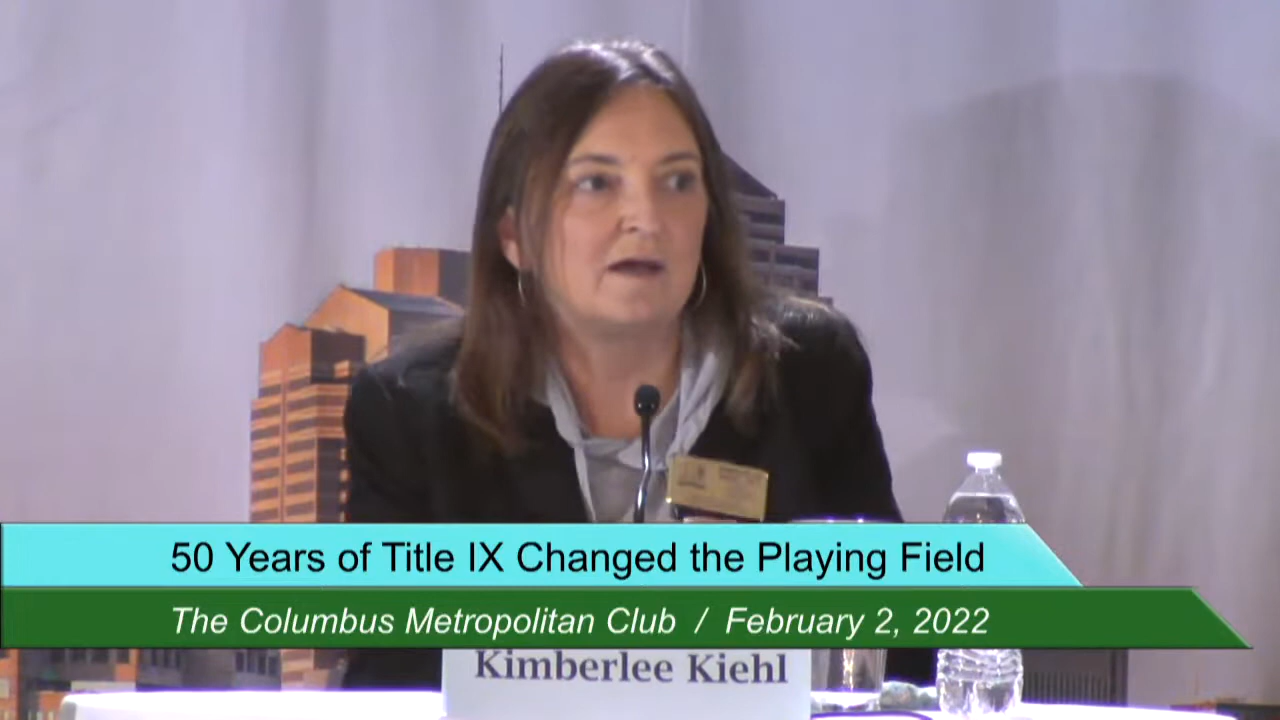 50 Years of Title IX Changed the Playing Field
The Columbus Metropolitan Club / February 2, 2022
Kimberlee Kiehl